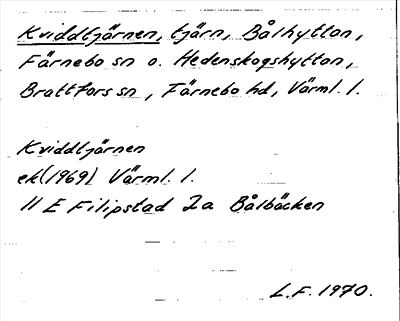 Kviddtjärnen, tjärn, Bålhyttan,
Färnebo sn o. Hedenskogshyttan,
Brattfors sn, Färnebo hd, Värml. l.
Kviddtjärnen
ek(1969) Värml. l.
11 E Filipstad 2a Bålbäcken
L.F. 1970.